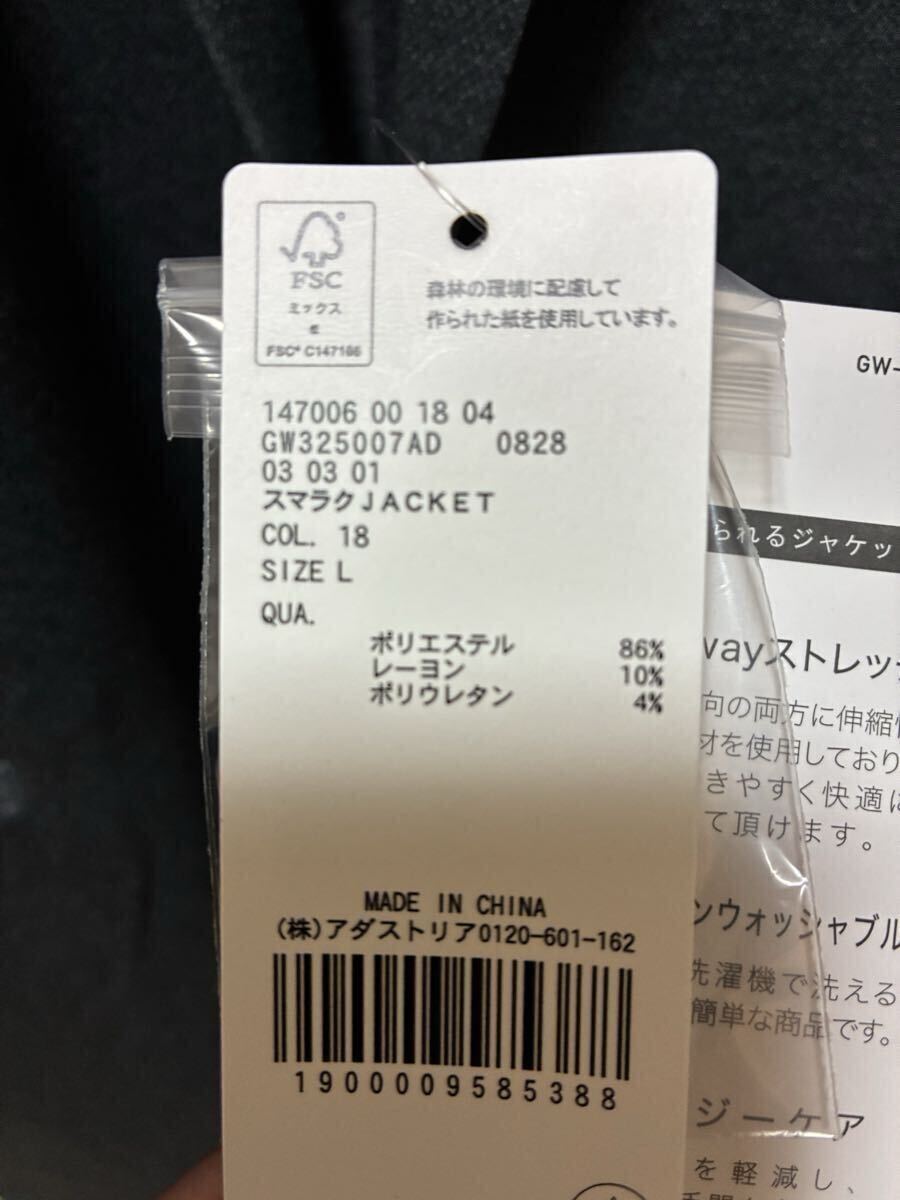 FSC
ミックス
紙
FSC® C147166
森林の環境に配慮して
作られた紙を使用しています。
147006 00 18 04
GW325007AD 0828
03 03 01
スマラクJACKET
COL. 18
SIZE L
QUA.
ポリエステル 86%
レーヨン 10%
ポリウレタン 4%
MADE IN CHINA
(株)アダストリア0120-601-162
1900009585388
GW-
られるジャケッ
wayストレッ
向の両方に伸縮
を使用しており
きやすく快適に
て頂けます。
ンウォッシャブル
洗濯機で洗える
簡単な商品です。
ジーケア
を軽減し、